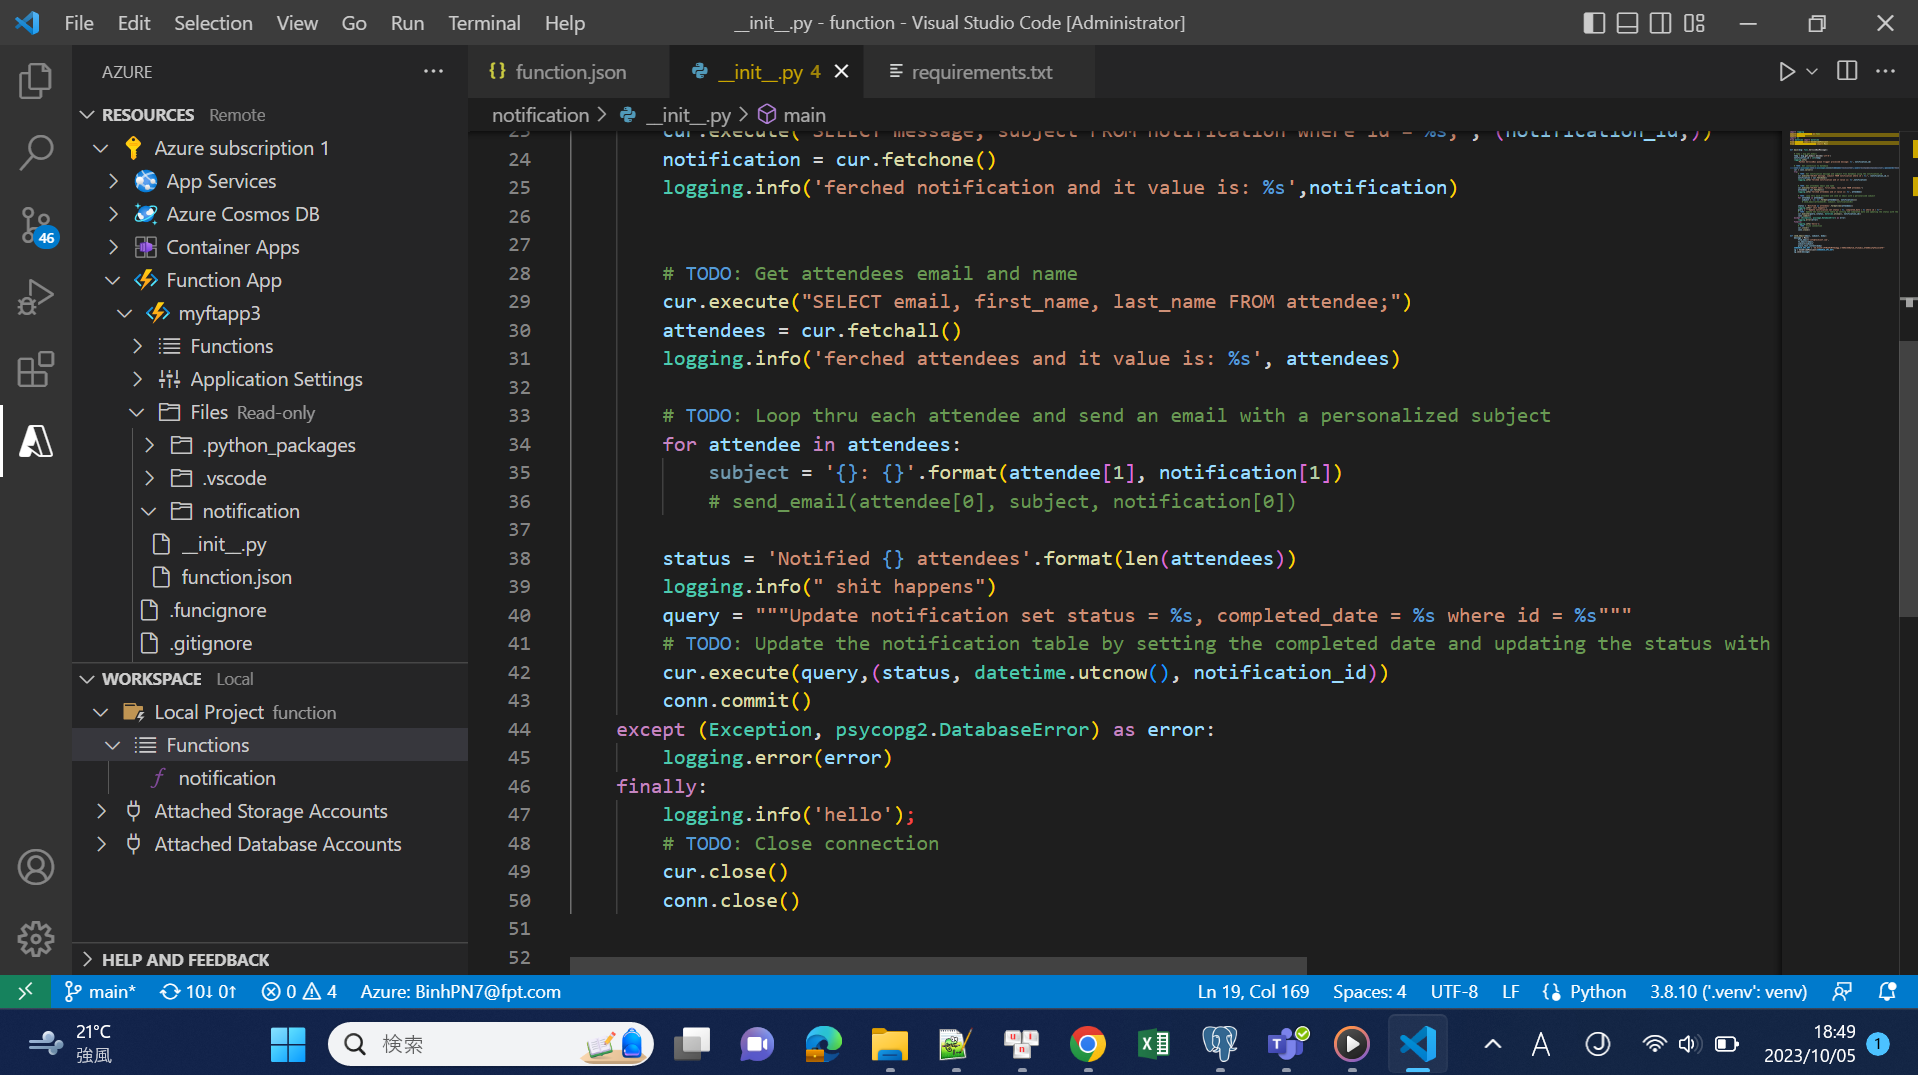 File Edit Selection View Go Run Terminal Help
__init__.py - function - Visual Studio Code [Administrator]
AZURE
function.json
__init__.py 4
requirements.txt
notification > __init__.py > main
RESOURCES Remote
Azure subscription 1
App Services
Azure Cosmos DB
Container Apps
Function App
myftapp3
Functions
Application Settings
Files Read-only
.python_packages
.vscode
notification
__init__.py
function.json
.funcignore
.gitignore
46
WORKSPACE Local
Local Project function
Functions
notification
Attached Storage Accounts
Attached Database Accounts
HELP AND FEEDBACK
23 cur.execute("SELECT message, subject FROM notification where id = %s;", (notification_id,))
24 notification = cur.fetchone()
25 logging.info('ferched notification and it value is: %s',notification)
26
27
28 # TODO: Get attendees email and name
29 cur.execute("SELECT email, first_name, last_name FROM attendee;")
30 attendees = cur.fetchall()
31 logging.info('ferched attendees and it value is: %s', attendees)
32
33 # TODO: Loop thru each attendee and send an email with a personalized subject
34 for attendee in attendees:
35 subject = '{}: {}'.format(attendee[1], notification[1])
36 # send_email(attendee[0], subject, notification[0])
37
38 status = 'Notified {} attendees'.format(len(attendees))
39 logging.info(" shit happens")
40 query = """Update notification set status = %s, completed_date = %s where id = %s"""
41 # TODO: Update the notification table by setting the completed date and updating the status with
42 cur.execute(query,(status, datetime.utcnow(), notification_id))
43 conn.commit()
44 except (Exception, psycopg2.DatabaseError) as error:
45 logging.error(error)
46 finally:
47 logging.info('hello');
48 # TODO: Close connection
49 cur.close()
50 conn.close()
51
52
main* 10↓ 0↑ 0 4 Azure: BinhPN7@fpt.com
Ln 19, Col 169 Spaces: 4 UTF-8 LF Python 3.8.10 ('.venv': venv)
21°C
強風
検索
A
18:49
2023/10/05
1